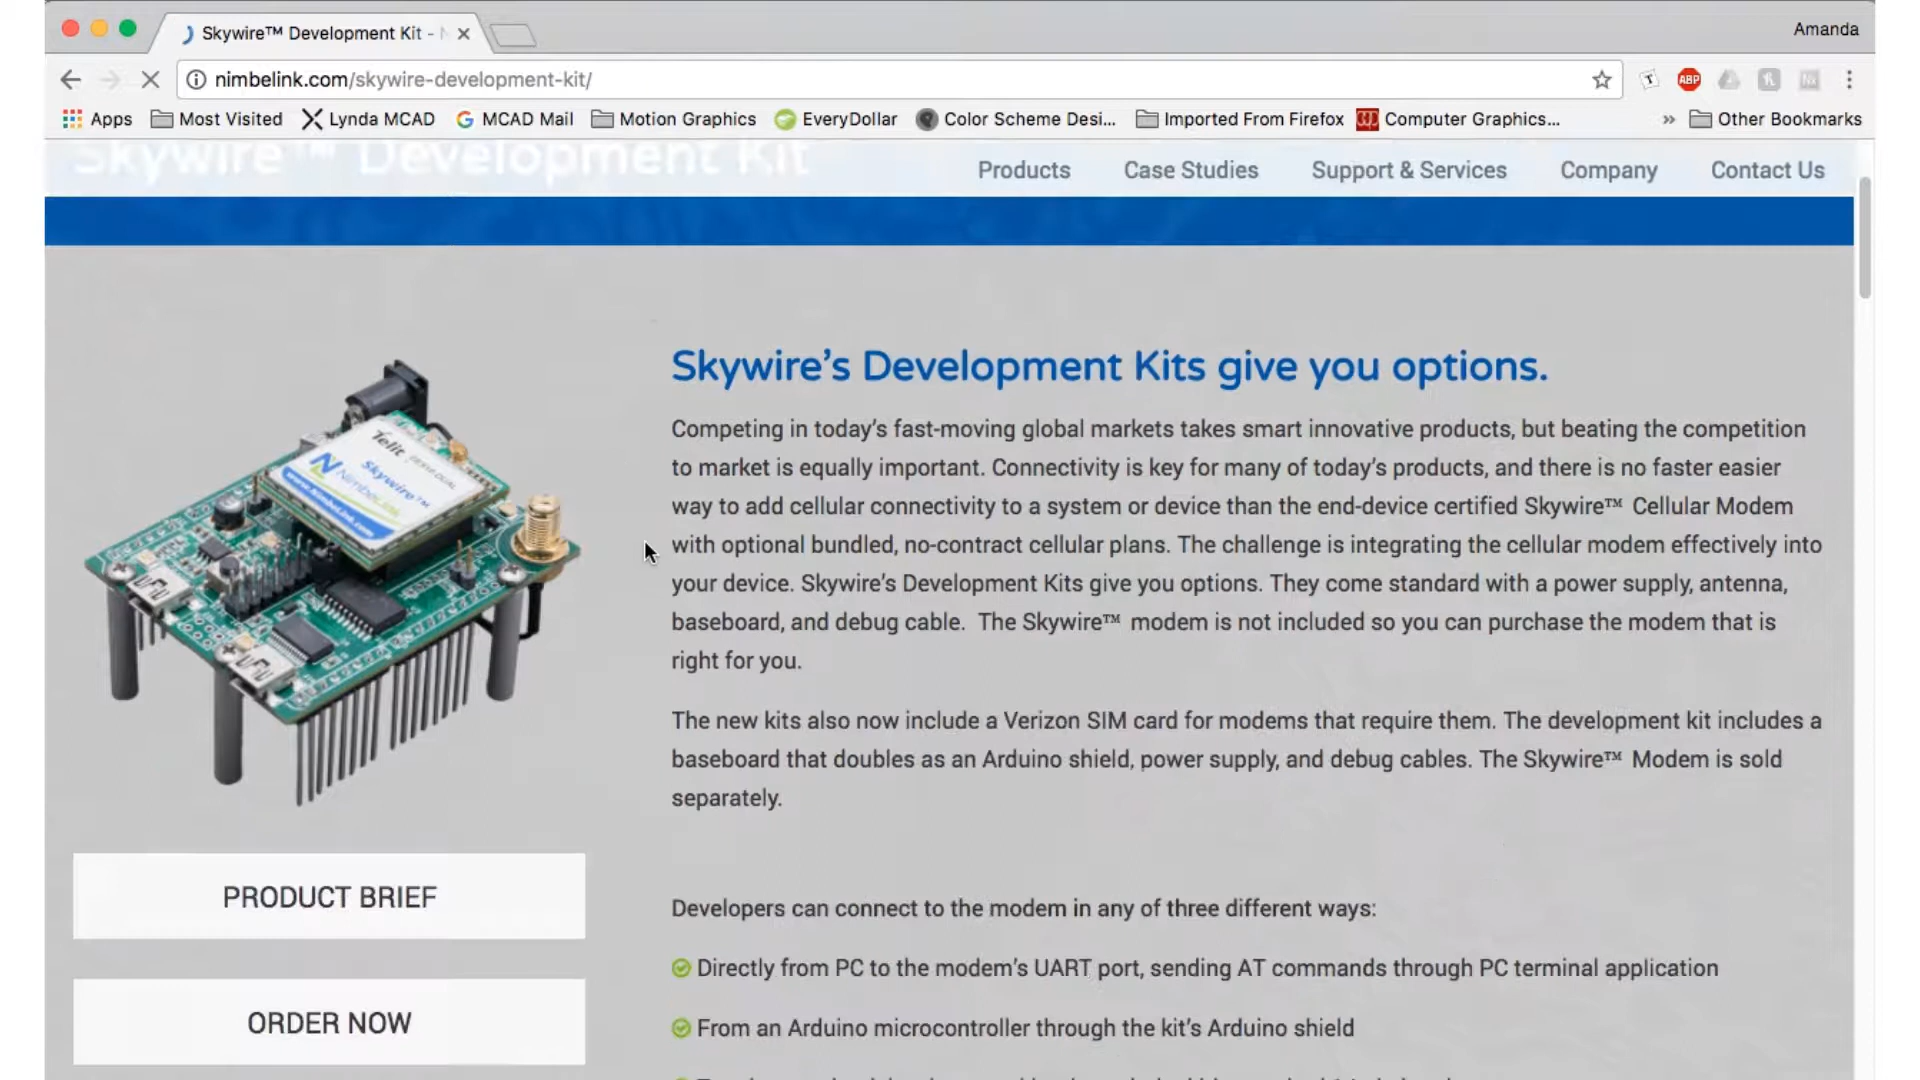 Skywire™ Development Kit -
Amanda
nimbelink.com/skywire-development-kit/
ABP
Apps
Most Visited
Lynda MCAD
MCAD Mail
Motion Graphics
EveryDollar
Color Scheme Desi...
Imported From Firefox
Computer Graphics...
»
Other Bookmarks
Skywire™ Development Kit
Products
Case Studies
Support & Services
Company
Contact Us
Skywire’s Development Kits give you options.
Competing in today’s fast-moving global markets takes smart innovative products, but beating the competition
to market is equally important. Connectivity is key for many of today’s products, and there is no faster easier
way to add cellular connectivity to a system or device than the end-device certified Skywire™ Cellular Modem
with optional bundled, no-contract cellular plans. The challenge is integrating the cellular modem effectively into
your device. Skywire’s Development Kits give you options. They come standard with a power supply, antenna,
baseboard, and debug cable. The Skywire™ modem is not included so you can purchase the modem that is
right for you.
The new kits also now include a Verizon SIM card for modems that require them. The development kit includes a
baseboard that doubles as an Arduino shield, power supply, and debug cables. The Skywire™ Modem is sold
separately.
Developers can connect to the modem in any of three different ways:
Directly from PC to the modem’s UART port, sending AT commands through PC terminal application
From an Arduino microcontroller through the kit’s Arduino shield
Telit
Skywire™
NimbeLink
www.NimbeLink.com
PRODUCT BRIEF
ORDER NOW